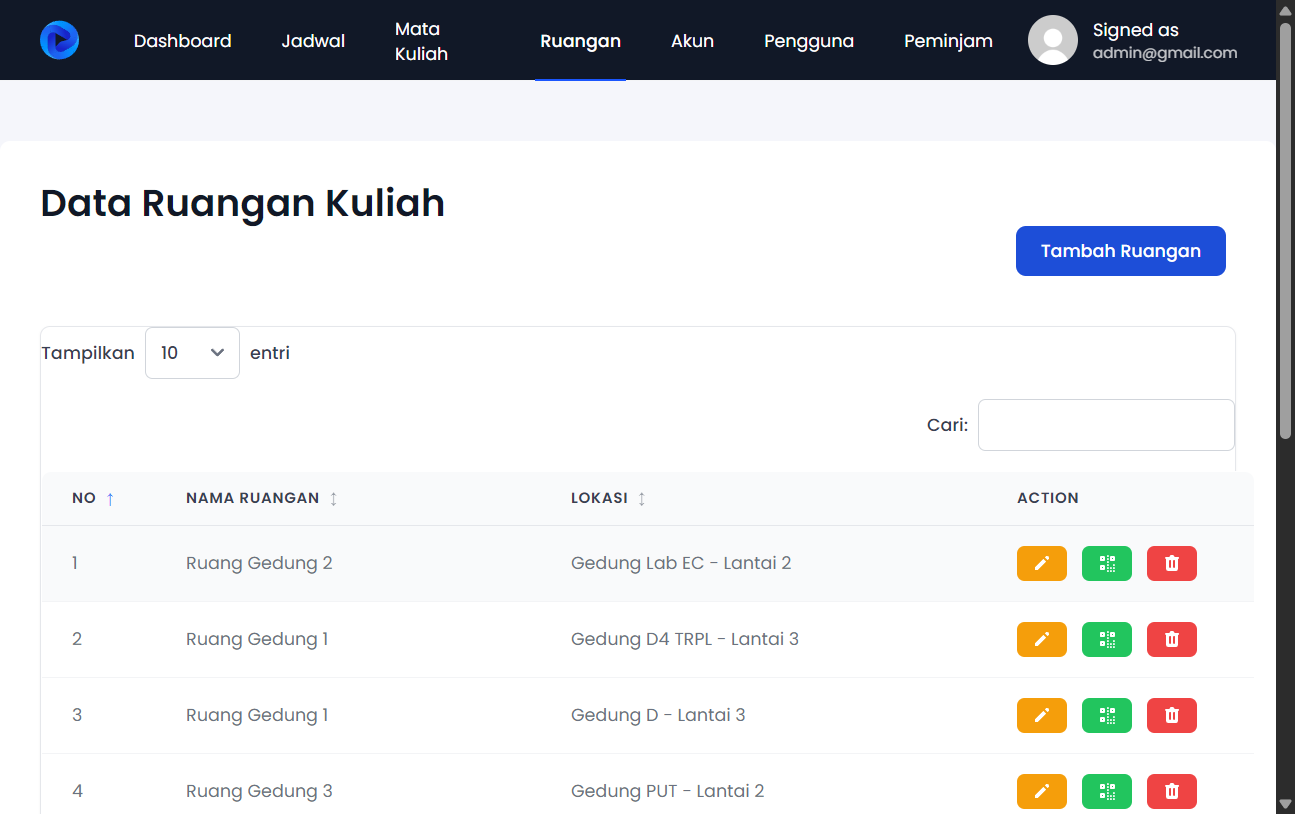 Dashboard
Jadwal
Mata
Kuliah
Ruangan
Akun
Pengguna
Peminjam
Signed as
admin@gmail.com
Data Ruangan Kuliah
Tambah Ruangan
Tampilkan 10 entri
Cari:
NO ↑ NAMA RUANGAN ↕ LOKASI ↕ ACTION
1 Ruang Gedung 2 Gedung Lab EC - Lantai 2
2 Ruang Gedung 1 Gedung D4 TRPL - Lantai 3
3 Ruang Gedung 1 Gedung D - Lantai 3
4 Ruang Gedung 3 Gedung PUT - Lantai 2